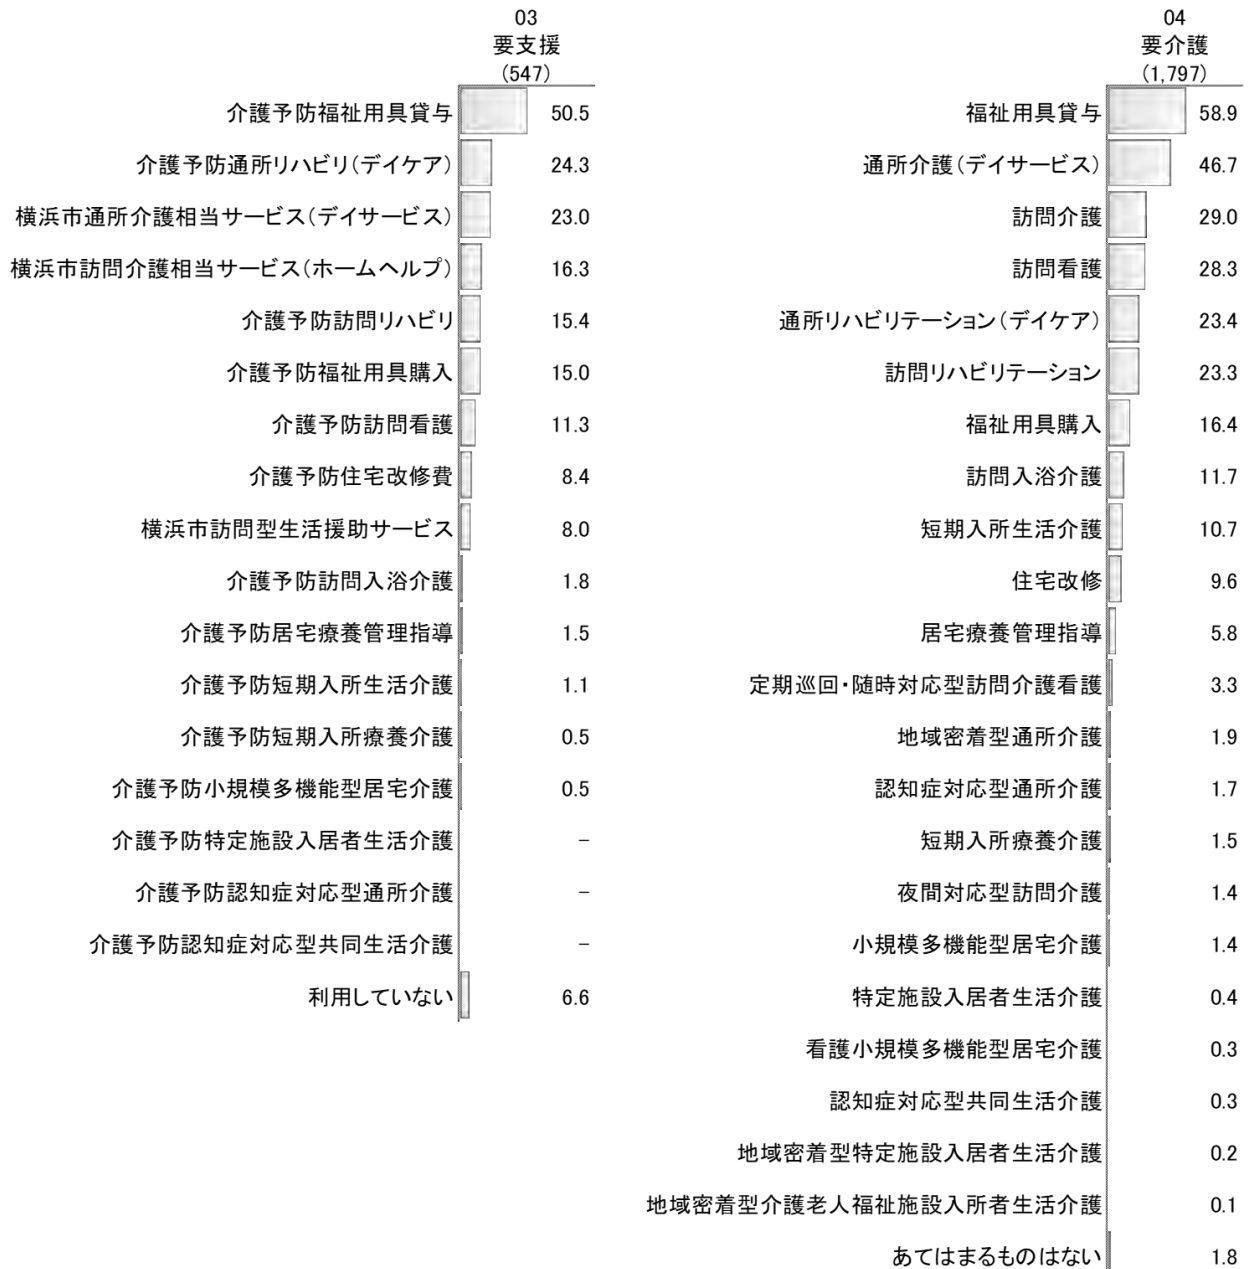 03
要支援
(547)
介護予防福祉用具貸与 50.5
介護予防通所リハビリ(デイケア) 24.3
横浜市通所介護相当サービス(デイサービス) 23.0
横浜市訪問介護相当サービス(ホームヘルプ) 16.3
介護予防訪問リハビリ 15.4
介護予防福祉用具購入 15.0
介護予防訪問看護 11.3
介護予防住宅改修費 8.4
横浜市訪問型生活援助サービス 8.0
介護予防訪問入浴介護 1.8
介護予防居宅療養管理指導 1.5
介護予防短期入所生活介護 1.1
介護予防短期入所療養介護 0.5
介護予防小規模多機能型居宅介護 0.5
介護予防特定施設入居者生活介護 −
介護予防認知症対応型通所介護 −
介護予防認知症対応型共同生活介護 −
利用していない 6.6
04
要介護
(1,797)
福祉用具貸与 58.9
通所介護(デイサービス) 46.7
訪問介護 29.0
訪問看護 28.3
通所リハビリテーション(デイケア) 23.4
訪問リハビリテーション 23.3
福祉用具購入 16.4
訪問入浴介護 11.7
短期入所生活介護 10.7
住宅改修 9.6
居宅療養管理指導 5.8
定期巡回・随時対応型訪問介護看護 3.3
地域密着型通所介護 1.9
認知症対応型通所介護 1.7
短期入所療養介護 1.5
夜間対応型訪問介護 1.4
小規模多機能型居宅介護 1.4
特定施設入居者生活介護 0.4
看護小規模多機能型居宅介護 0.3
認知症対応型共同生活介護 0.3
地域密着型特定施設入居者生活介護 0.2
地域密着型介護老人福祉施設入所者生活介護 0.1
あてはまるものはない 1.8